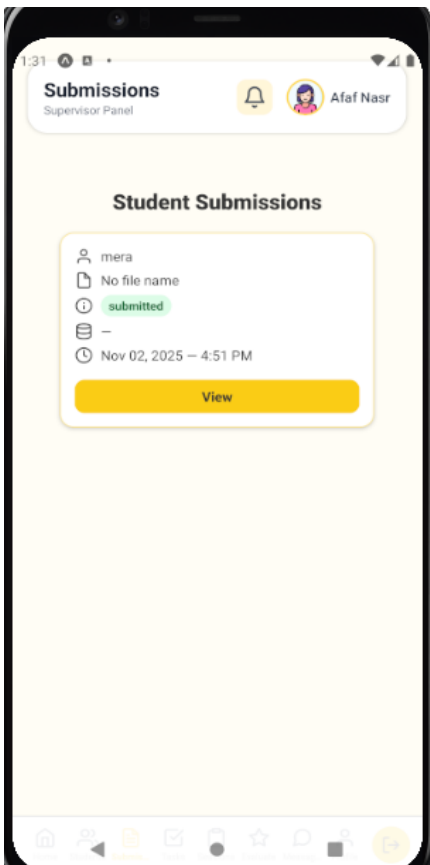 1:31
Submissions
Supervisor Panel
Afaf Nasr
Student Submissions
mera
No file name
submitted
—
Nov 02, 2025 — 4:51 PM
View